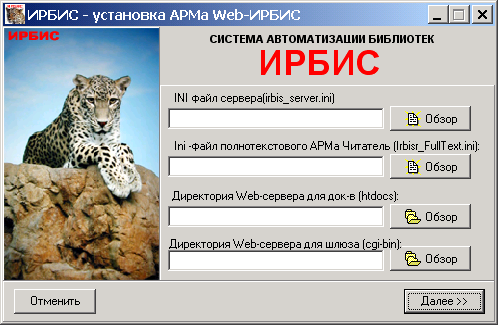 ИРБИС - установка АРМа Web-ИРБИС
ИРБИС
СИСТЕМА АВТОМАТИЗАЦИИ БИБЛИОТЕК
ИРБИС
INI файл сервера(irbis_server.ini)
Обзор
Ini -файл полнотекстового АРМа Читатель (Irbisr_FullText.ini):
Обзор
Директория Web-сервера для док-в (htdocs):
Обзор
Директория Web-сервера для шлюза (cgi-bin):
Обзор
Отменить
Далее >>